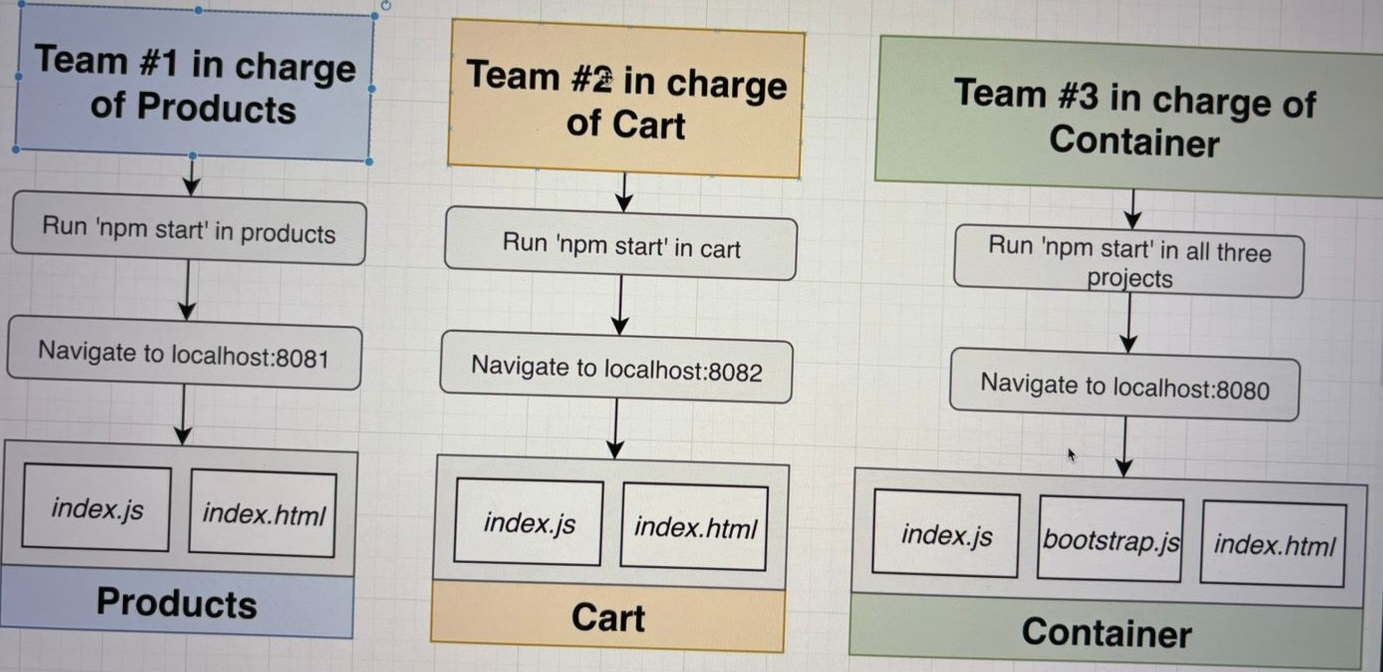 Team #1 in charge
of Products
Run 'npm start' in products
Navigate to localhost:8081
index.js
index.html
Products
Team #2 in charge
of Cart
Run 'npm start' in cart
Navigate to localhost:8082
index.js
index.html
Cart
Team #3 in charge of
Container
Run 'npm start' in all three
projects
Navigate to localhost:8080
index.js
bootstrap.js
index.html
Container